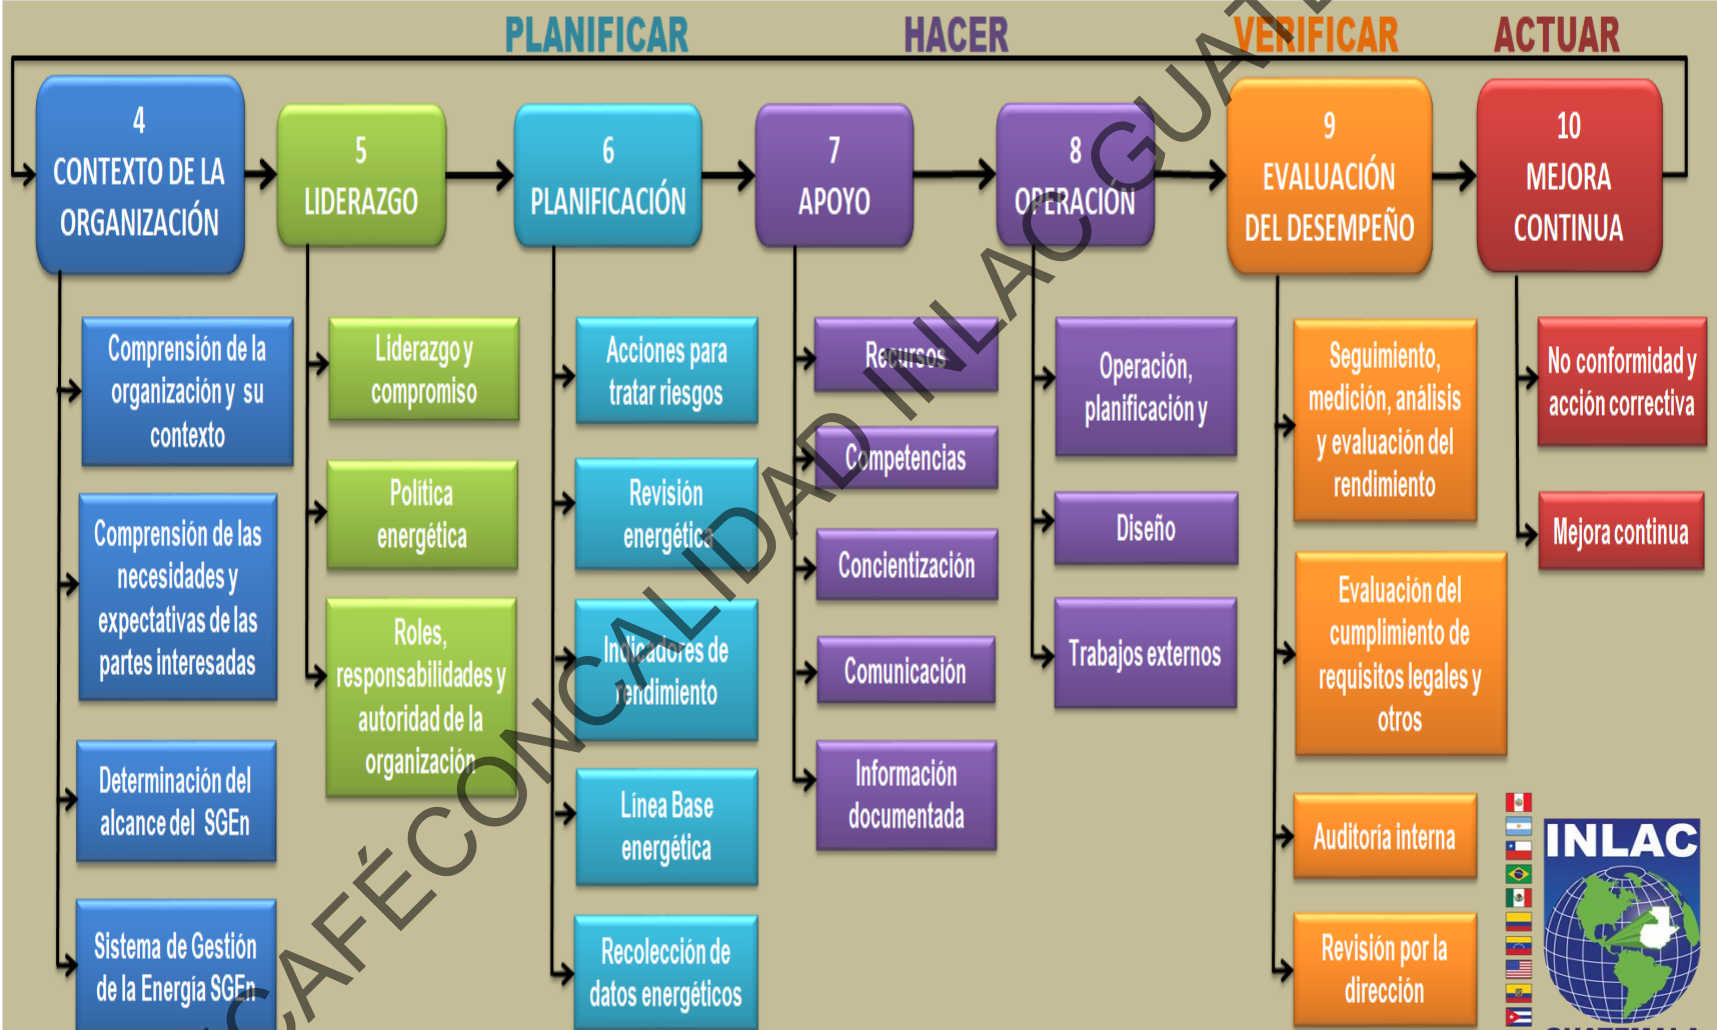 PLANIFICAR
HACER
VERIFICAR
ACTUAR
4
CONTEXTO DE LA
ORGANIZACIÓN
5
LIDERAZGO
6
PLANIFICACIÓN
7
APOYO
8
OPERACIÓN
9
EVALUACIÓN
DEL DESEMPEÑO
10
MEJORA
CONTINUA
Comprensión de la
organización y su
contexto
Comprensión de las
necesidades y
expectativas de las
partes interesadas
Determinación del
alcance del SGEn
Sistema de Gestión
de la Energía SGEn
Liderazgo y
compromiso
Política
energética
Roles,
responsabilidades y
autoridad de la
organización
Acciones para
tratar riesgos
Revisión
energética
Indicadores de
rendimiento
Línea Base
energética
Recolección de
datos energéticos
Recursos
Competencias
Concientización
Comunicación
Información
documentada
Operación,
planificación y
Diseño
Trabajos externos
Seguimiento,
medición, análisis
y evaluación del
rendimiento
Evaluación del
cumplimiento de
requisitos legales y
otros
Auditoría interna
Revisión por la
dirección
No conformidad y
acción correctiva
Mejora continua
CAFÉCONCALIDAD INLAC GUATE
INLAC
GUATEMALA